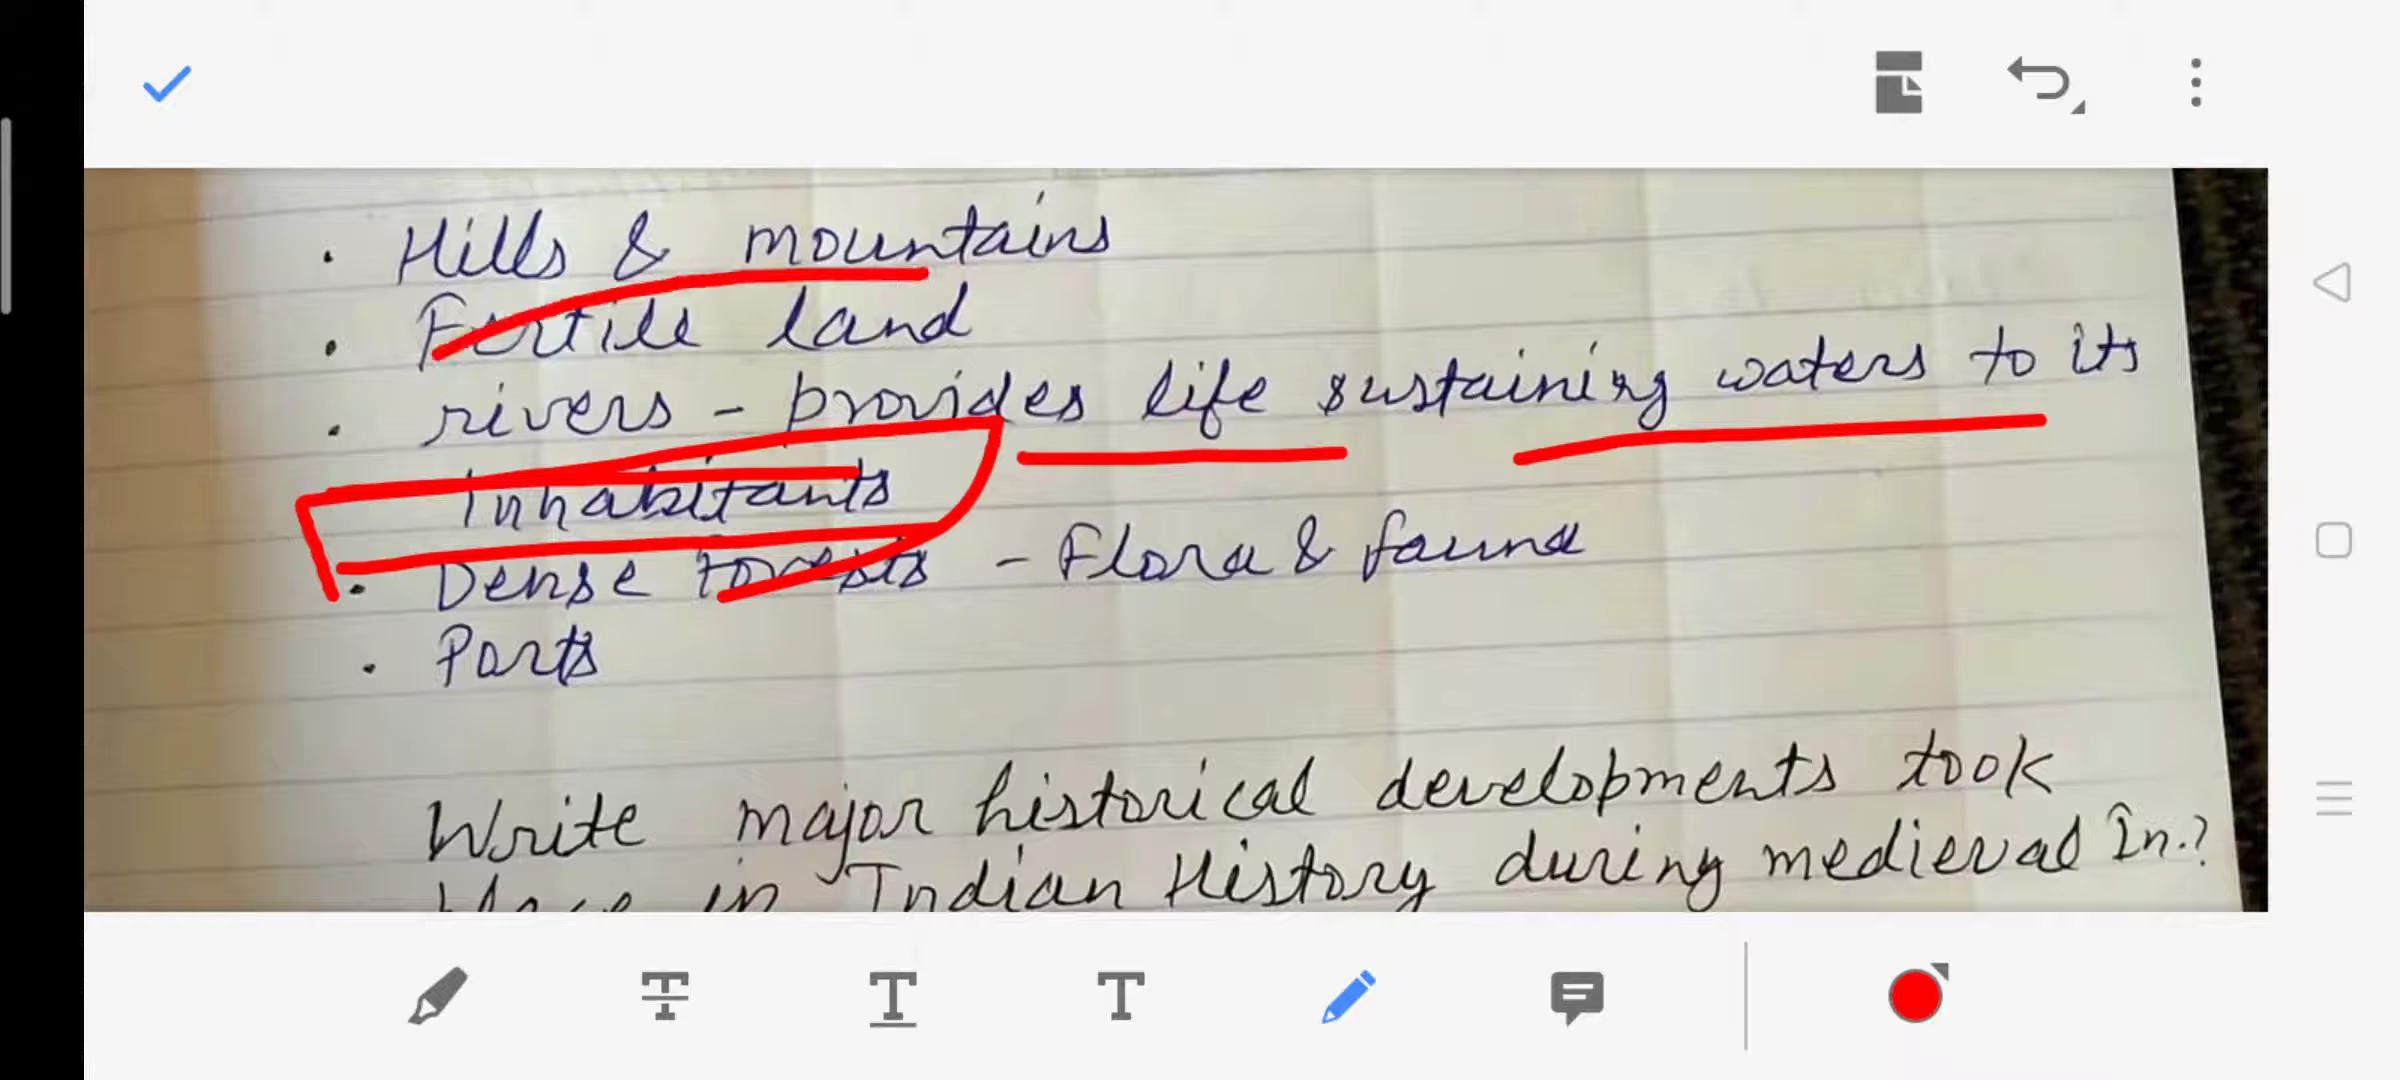 . Hills & mountains
. Fertile land
. rivers - provides life sustaining waters to its
Inhabitants
. Dense forests - Flora & fauna
. Ports
Write major historical developments took
place in Indian History during medieval In.?